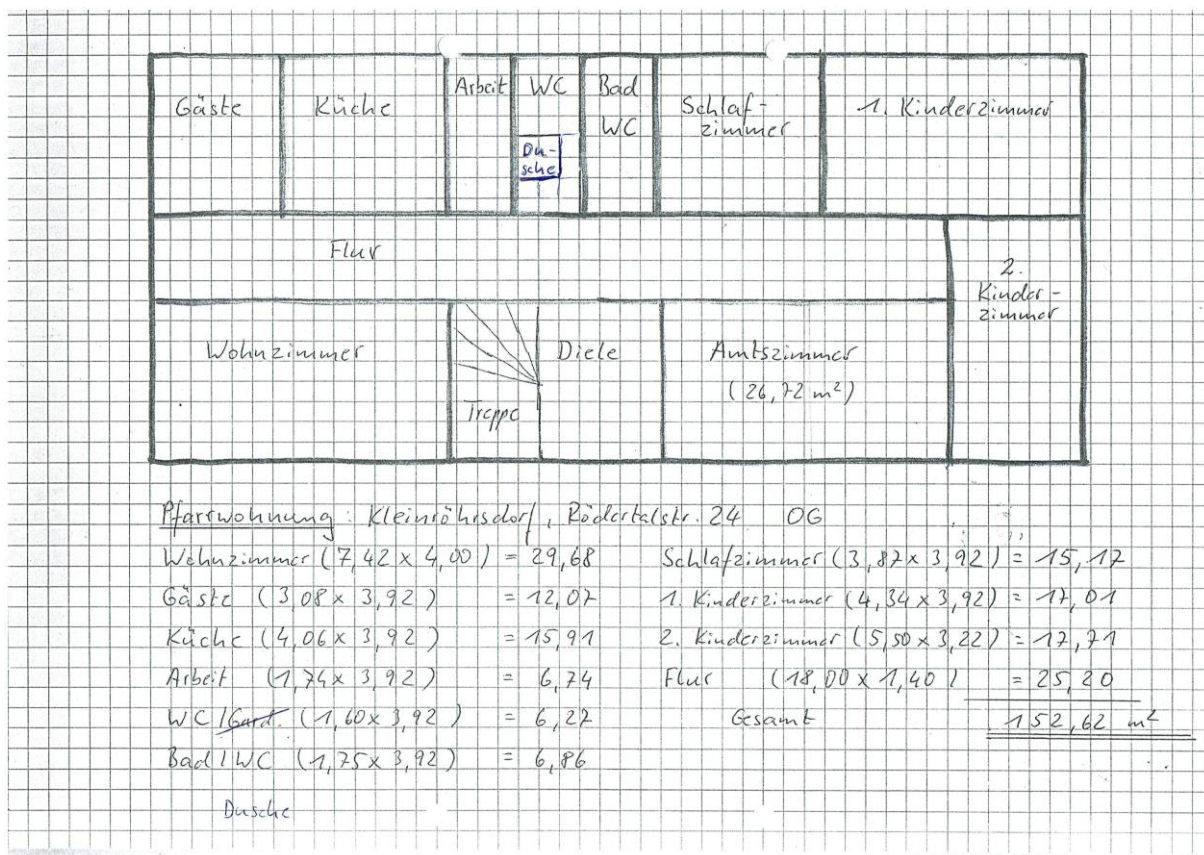 Gäste
Küche
Arbeit
WC
Du-
sche
Bad
WC
Schlaf-
zimmer
1. Kinderzimmer
Flur
2.
Kinder-
zimmer
Wohnzimmer
Treppe
Diele
Amtszimmer
(26,72 m²)
Pfarrwohnung: Kleinröhrsdorf, Rödertalstr. 24 OG
Wohnzimmer (7,42 x 4,00) = 29,68
Gäste (3,08 x 3,92) = 12,07
Küche (4,06 x 3,92) = 15,91
Arbeit (1,74 x 3,92) = 6,74
WC/Gard. (1,60 x 3,92) = 6,27
Bad/WC (1,75 x 3,92) = 6,86
Dusche
Schlafzimmer (3,87 x 3,92) = 15,17
1. Kinderzimmer (4,34 x 3,92) = 17,01
2. Kinderzimmer (5,50 x 3,22) = 17,71
Flur (18,00 x 1,40) = 25,20
Gesamt 152,62 m²